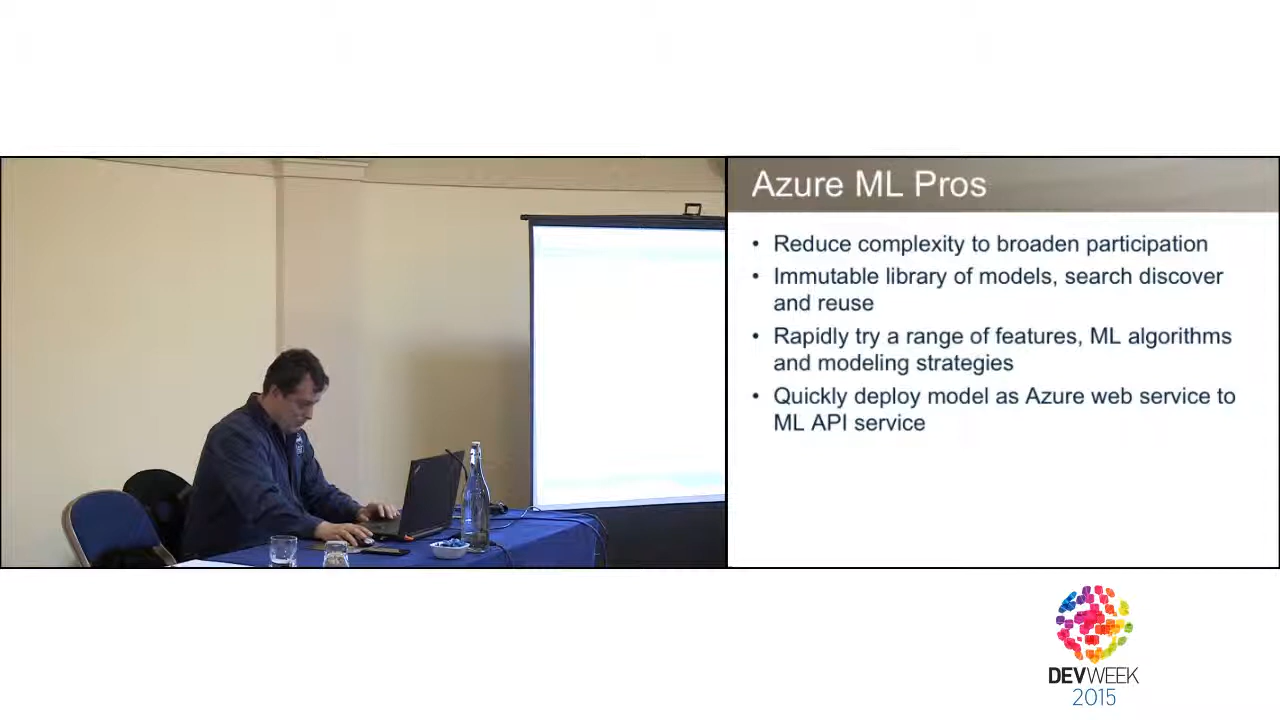 Azure ML Pros
• Reduce complexity to broaden participation
• Immutable library of models, search discover
and reuse
• Rapidly try a range of features, ML algorithms
and modeling strategies
• Quickly deploy model as Azure web service to
ML API service
DEVWEEK
2015